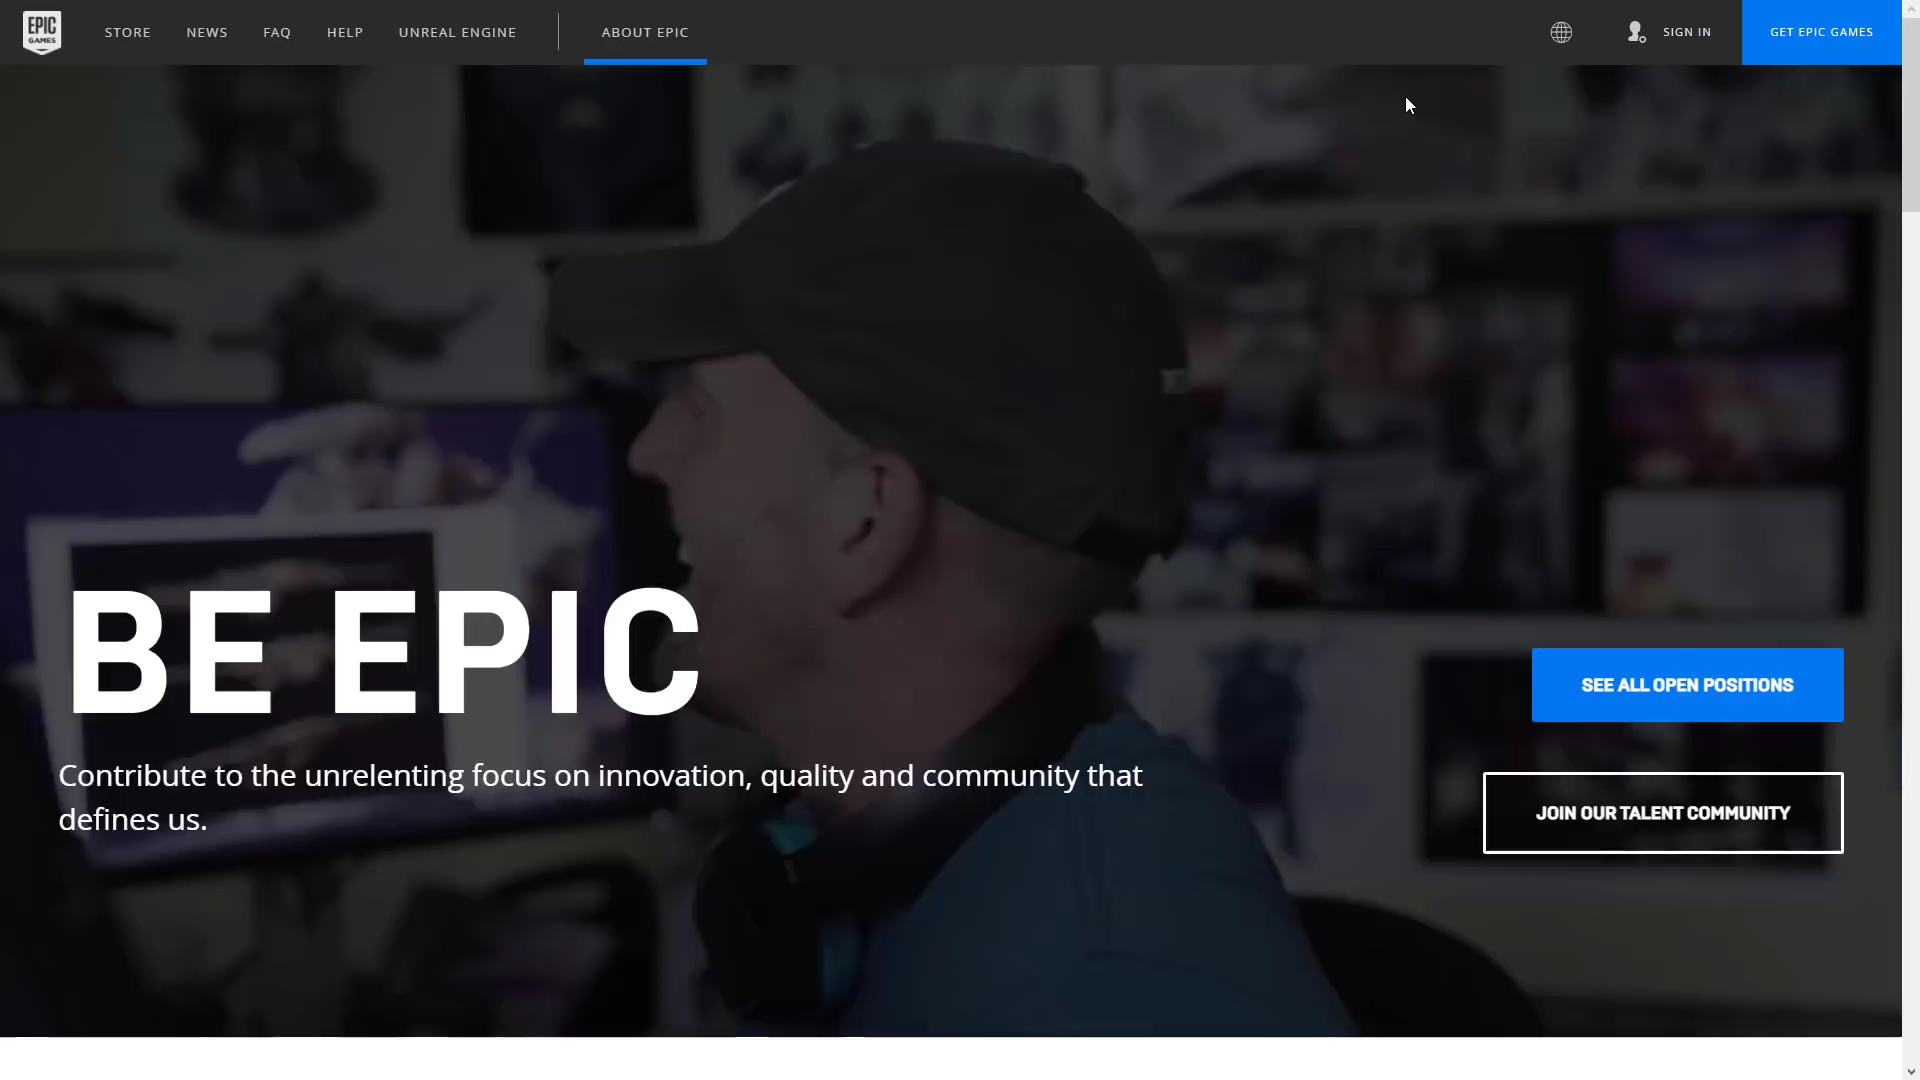 EPIC
GAMES
STORE
NEWS
FAQ
HELP
UNREAL ENGINE
ABOUT EPIC
SIGN IN
GET EPIC GAMES
BE EPIC
Contribute to the unrelenting focus on innovation, quality and community that
defines us.
SEE ALL OPEN POSITIONS
JOIN OUR TALENT COMMUNITY